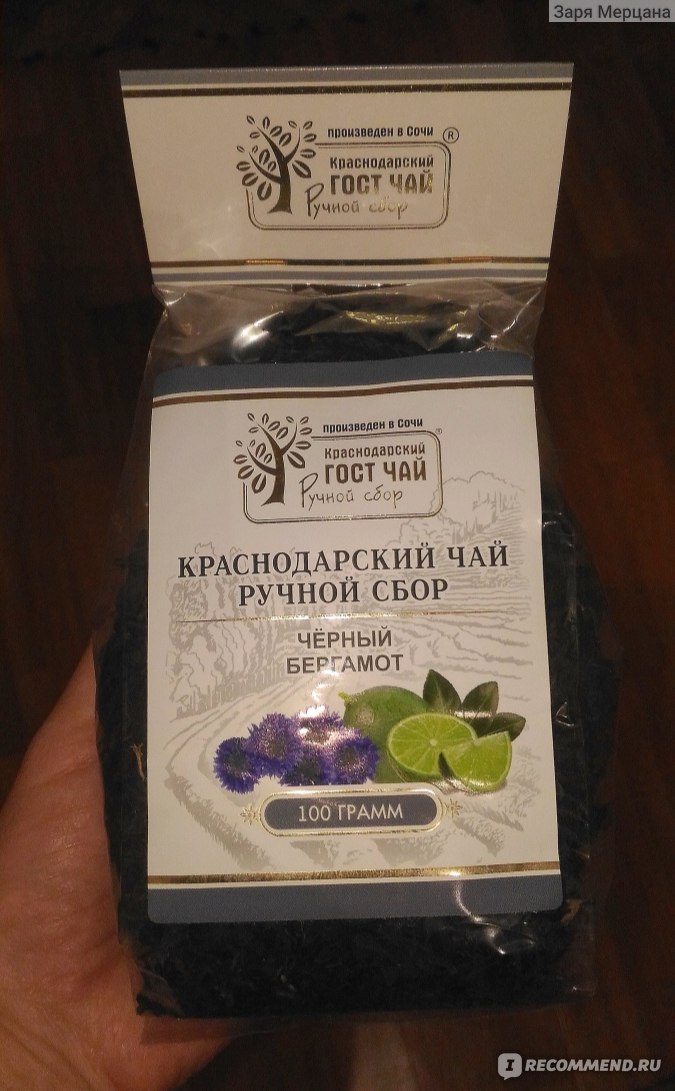 Заря Мерцана
произведен в Сочи
®
Краснодарский
ГОСТ ЧАЙ
Ручной сбор
произведен в Сочи
®
Краснодарский
ГОСТ ЧАЙ
Ручной сбор
КРАСНОДАРСКИЙ ЧАЙ
РУЧНОЙ СБОР
ЧЁРНЫЙ
БЕРГАМОТ
100 ГРАММ
IRECOMMEND.RU